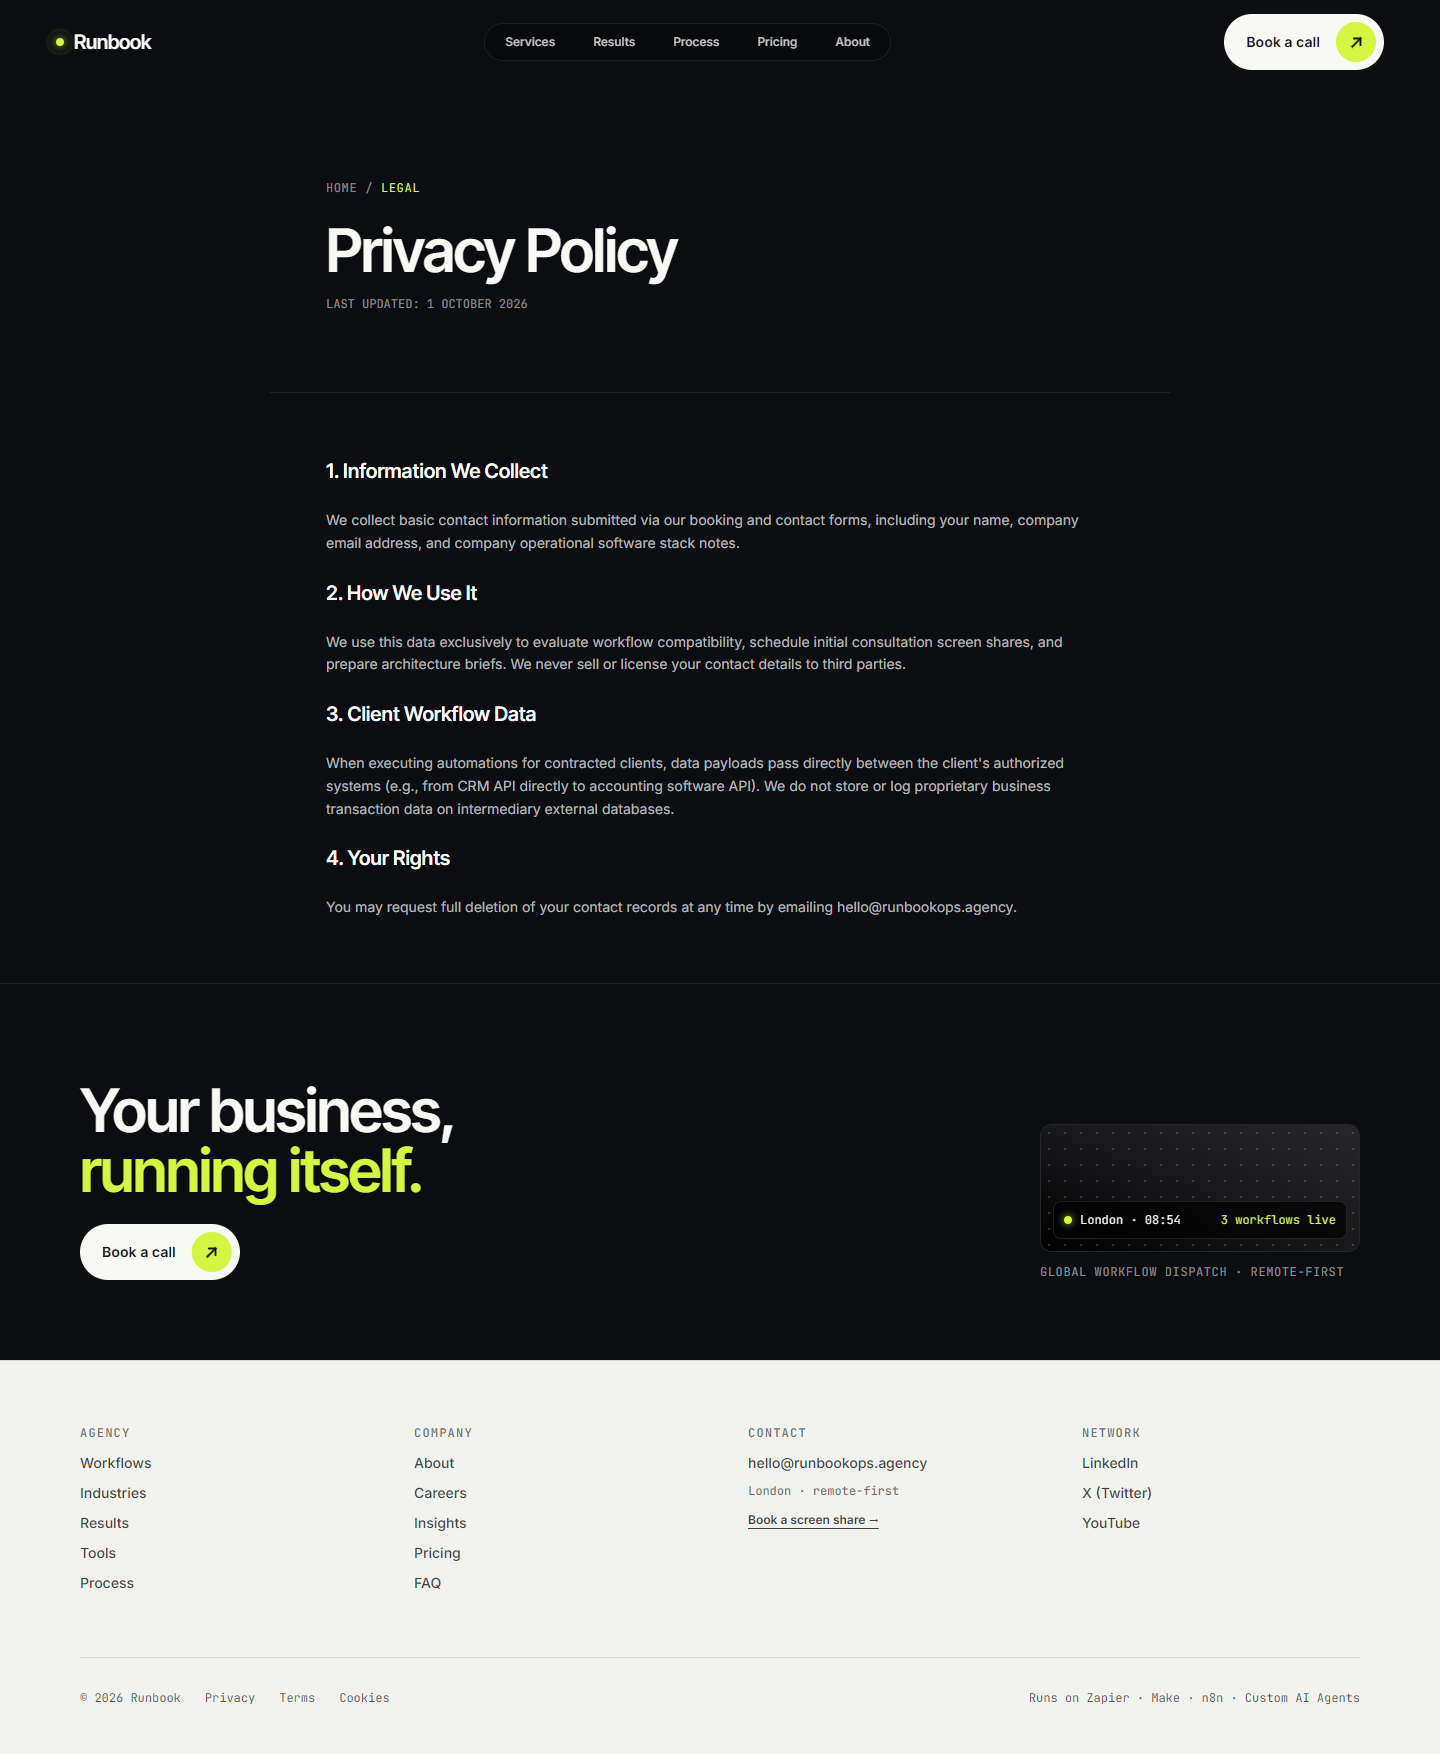 Runbook
Services
Results
Process
Pricing
About
Book a call
HOME / LEGAL
Privacy Policy
LAST UPDATED: 1 OCTOBER 2026
1. Information We Collect
We collect basic contact information submitted via our booking and contact forms, including your name, company
email address, and company operational software stack notes.
2. How We Use It
We use this data exclusively to evaluate workflow compatibility, schedule initial consultation screen shares, and
prepare architecture briefs. We never sell or license your contact details to third parties.
3. Client Workflow Data
When executing automations for contracted clients, data payloads pass directly between the client's authorized
systems (e.g., from CRM API directly to accounting software API). We do not store or log proprietary business
transaction data on intermediary external databases.
4. Your Rights
You may request full deletion of your contact records at any time by emailing hello@runbookops.agency.
Your business,
running itself.
Book a call
London · 08:54
3 workflows live
GLOBAL WORKFLOW DISPATCH · REMOTE-FIRST
AGENCY
Workflows
Industries
Results
Tools
Process
COMPANY
About
Careers
Insights
Pricing
FAQ
CONTACT
hello@runbookops.agency
London · remote-first
Book a screen share →
NETWORK
LinkedIn
X (Twitter)
YouTube
© 2026 Runbook
Privacy
Terms
Cookies
Runs on Zapier · Make · n8n · Custom AI Agents